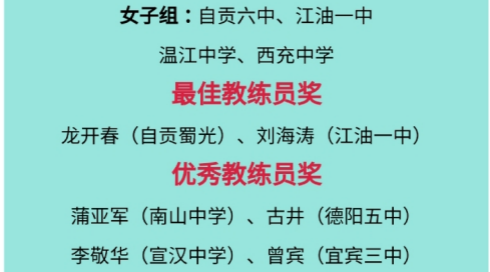 女子组：自贡六中、江油一中
温江中学、西充中学
最佳教练员奖
龙开春（自贡蜀光）、刘海涛（江油一中）
优秀教练员奖
蒲亚军（南山中学）、古井（德阳五中）
李敬华（宣汉中学）、曾宾（宜宾三中）